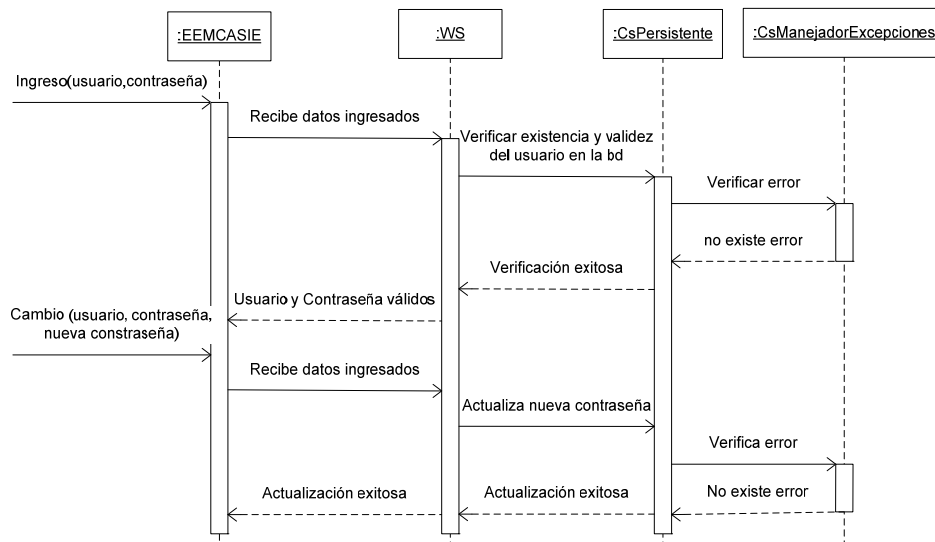 :EEMCASIE
:WS
:CsPersistente
:CsManejadorExcepciones
Ingreso(usuario,contraseña)
Recibe datos ingresados
Verificar existencia y validez
del usuario en la bd
Verificar error
no existe error
Verificación exitosa
Usuario y Contraseña válidos
Cambio (usuario, contraseña,
nueva constraseña)
Recibe datos ingresados
Actualiza nueva contraseña
Verifica error
No existe error
Actualización exitosa
Actualización exitosa